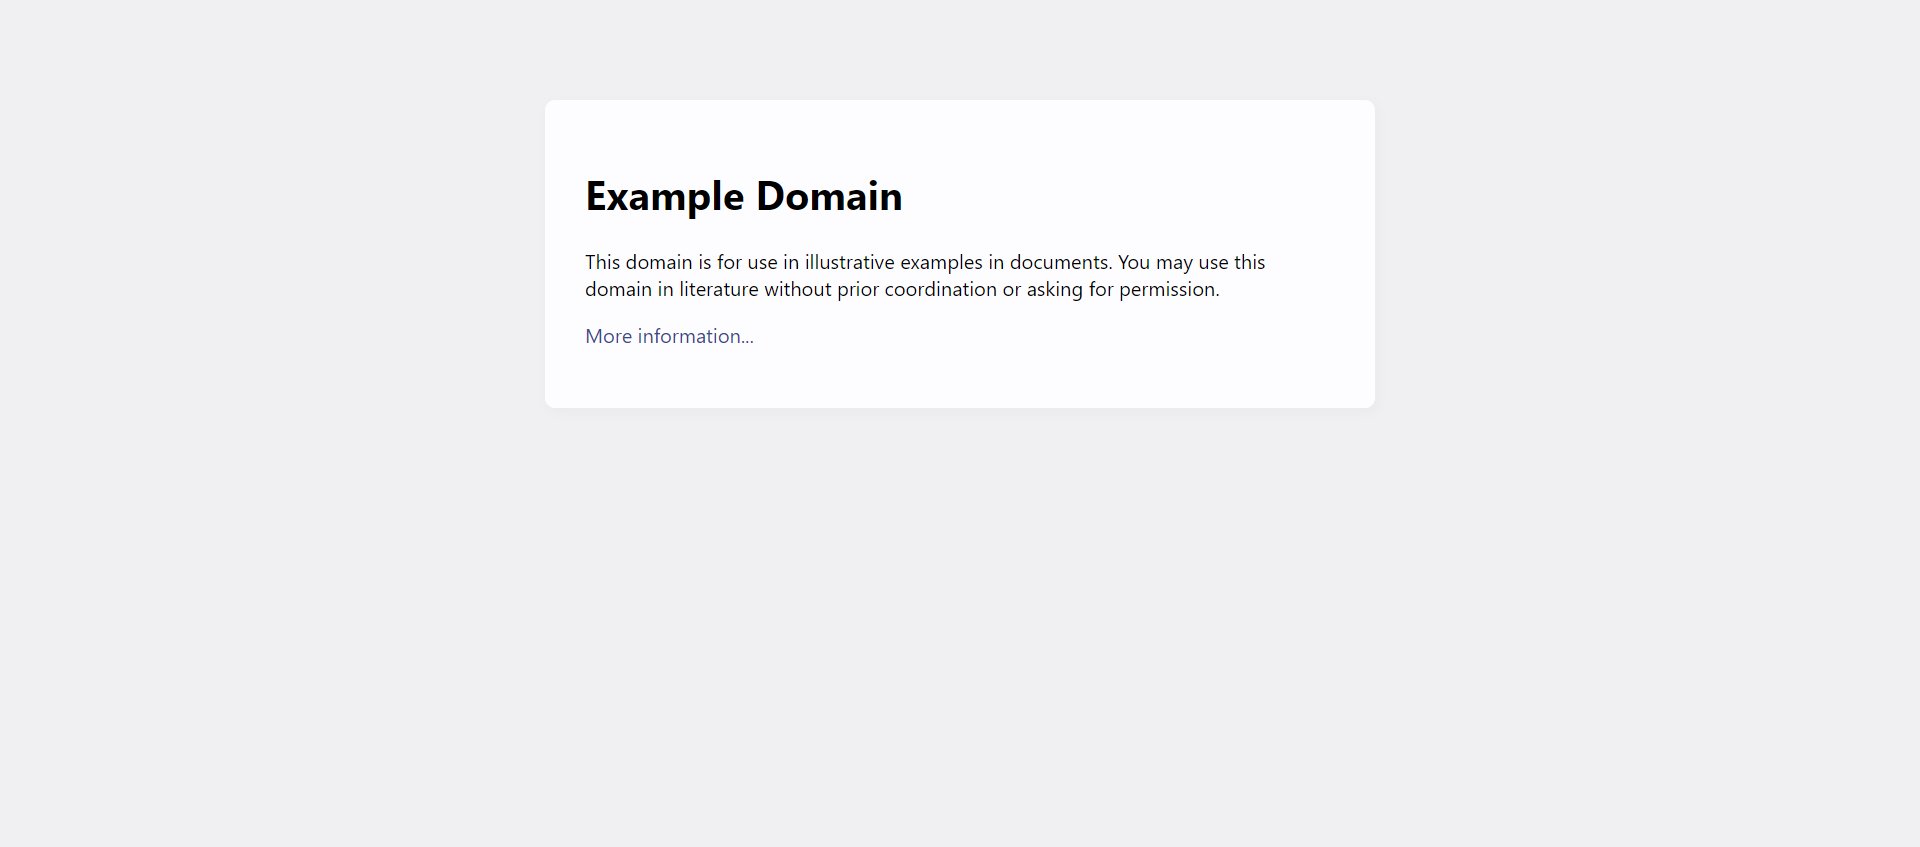 Example Domain
This domain is for use in illustrative examples in documents. You may use this
domain in literature without prior coordination or asking for permission.
More information...